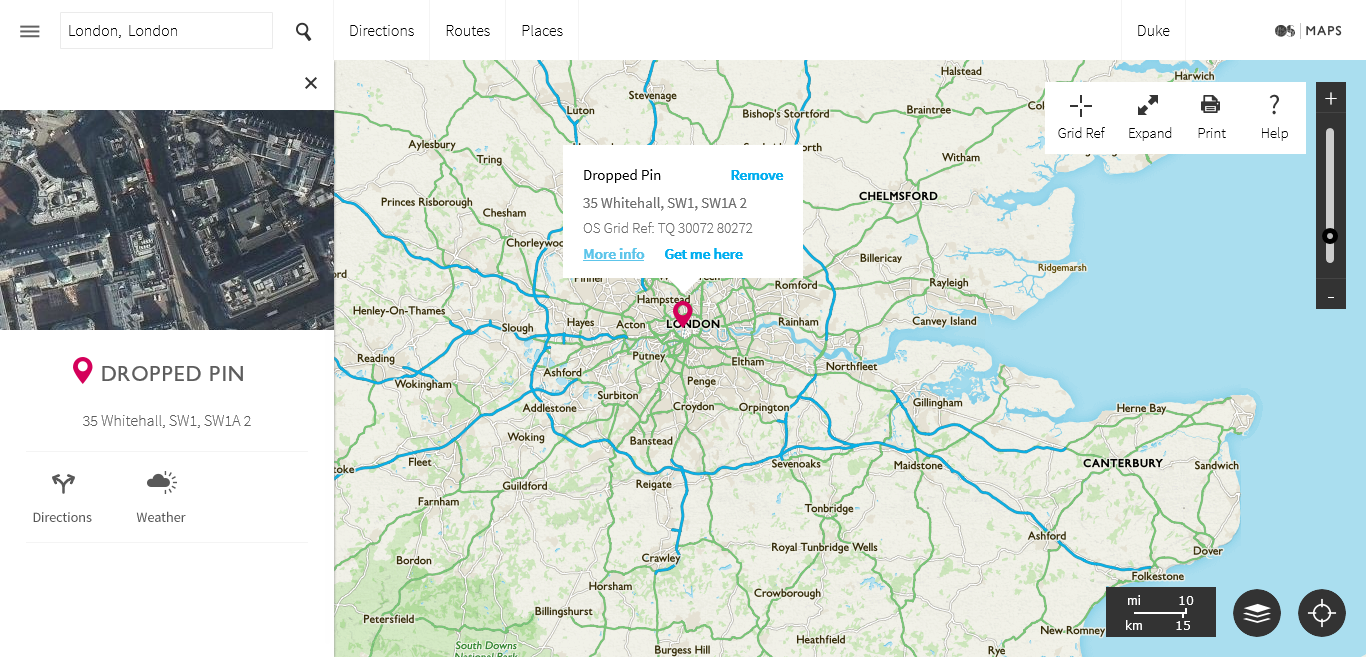 London, London
Directions
Routes
Places
Duke
MAPS
Grid Ref
Expand
Print
Help
+
-
Dropped Pin
Remove
35 Whitehall, SW1, SW1A 2
OS Grid Ref: TQ 30072 80272
More info
Get me here
DROPPED PIN
35 Whitehall, SW1, SW1A 2
Directions
Weather
Halstead
Harwich
Stevenage
Luton
Bishop's Stortford
Braintree
Aylesbury
Tring
Witham
CHELMSFORD
Princes Risborough
Chesham
Chorleywoo
Billericay
Ridgemarsh
Romford
Rayleigh
Hampstead
Henley-On-Thames
Slough
Hayes
Acton
LONDON
Rainham
Canvey Island
Reading
Putney
Eltham
Northfleet
Wokingham
Ashford
Penge
Surbiton
Addlestone
Croydon
Orpington
Gillingham
Herne Bay
Woking
Banstead
Fleet
Sevenoaks
Maidstone
CANTERBURY
Sandwich
Reigate
Guildford
Farnham
Tonbridge
Ashford
Royal Tunbridge Wells
Dover
Bordon
Crawley
Folkestone
Horsham
Crowborough
Billingshurst
Petersfield
New Romney
Heathfield
South Downs
National Park
Burgess Hill
Rye
mi 10
km 15